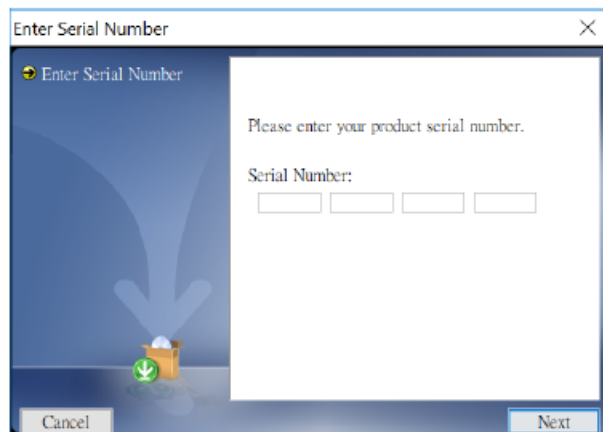 Enter Serial Number
Enter Serial Number
Please enter your product serial number.
Serial Number:
Cancel
Next